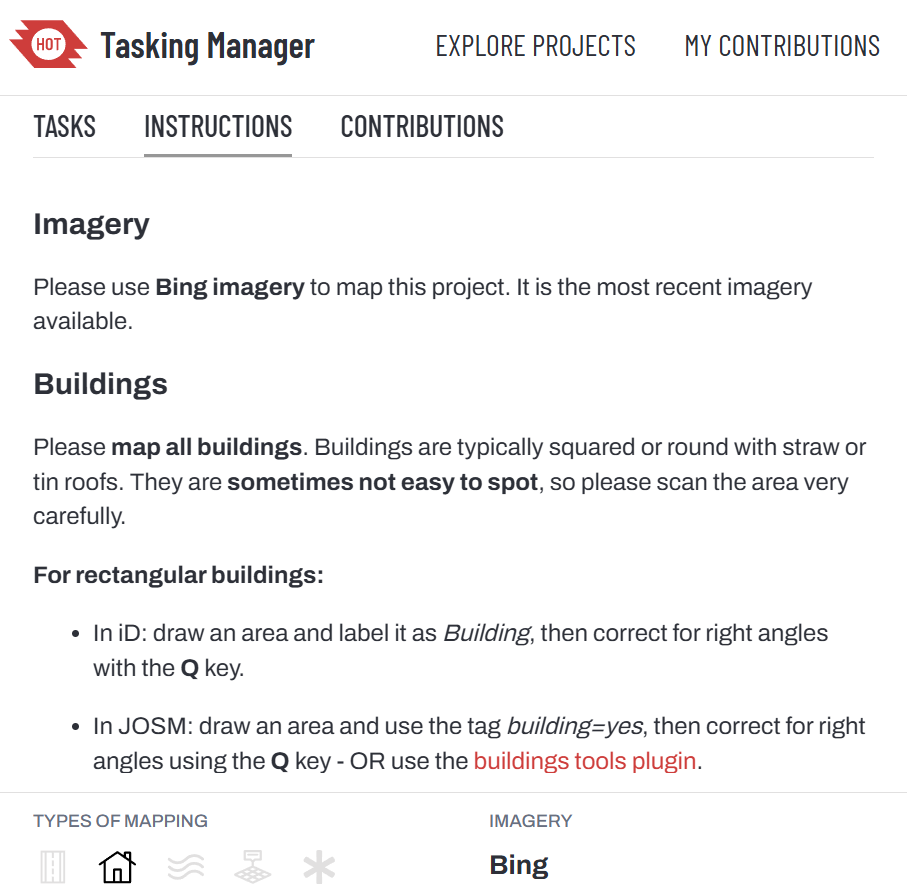 HOT Tasking Manager EXPLORE PROJECTS MY CONTRIBUTIONS
TASKS INSTRUCTIONS CONTRIBUTIONS
Imagery
Please use Bing imagery to map this project. It is the most recent imagery
available.
Buildings
Please map all buildings. Buildings are typically squared or round with straw or
tin roofs. They are sometimes not easy to spot, so please scan the area very
carefully.
For rectangular buildings:
• In iD: draw an area and label it as Building, then correct for right angles
with the Q key.
• In JOSM: draw an area and use the tag building=yes, then correct for right
angles using the Q key - OR use the buildings tools plugin.
TYPES OF MAPPING IMAGERY
Bing